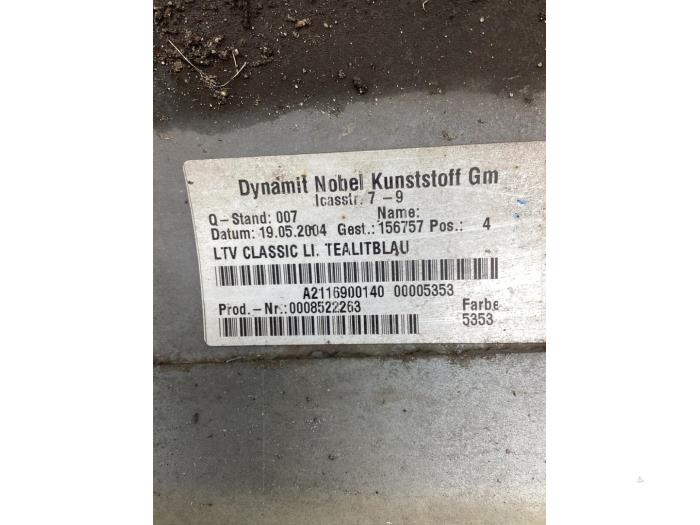 Dynamit Nobel Kunststoff Gm
Icasstr. 7 -9
Q-Stand: 007 Name:
Datum: 19.05.2004 Gest.: 156757 Pos.: 4
LTV CLASSIC LI. TEALITBLAU
A2116900140 00005353
Prod.-Nr.:0008522263 Farbe
5353